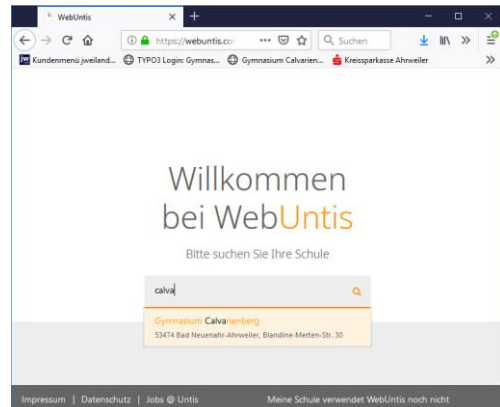 WebUntis
https://webuntis.co
Suchen
Kundenmenü jweiland... TYPO3 Login: Gymnas... Gymnasium Calvarien... Kreissparkasse Ahrweiler
Willkommen
bei WebUntis
Bitte suchen Sie Ihre Schule
calva
Gymnasium Calvarienberg
53474 Bad Neuenahr-Ahrweiler, Blandine-Merten-Str. 30
Impressum | Datenschutz | Jobs @ Untis Meine Schule verwendet WebUntis noch nicht